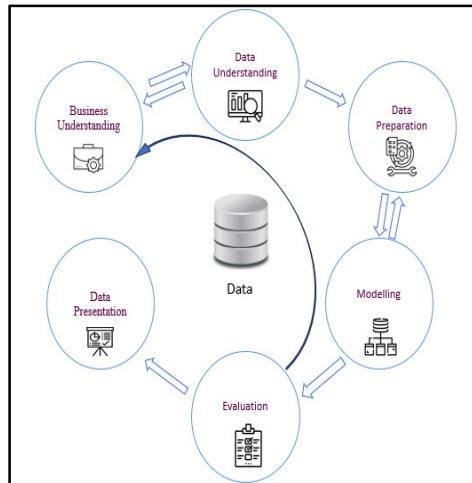 Data
Understanding
Business
Understanding
Data
Preparation
Data
Data
Presentation
Modelling
Evaluation